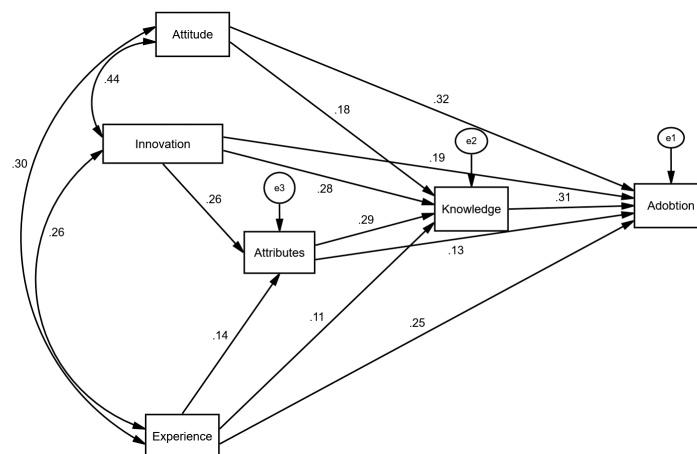 Attitude
.44
.32
.18
Innovation
e2
e1
.30
.19
.26
e3
.28
Knowledge
.31
Adobtion
.26
.29
Attributes
.13
.14
.11
.25
Experience